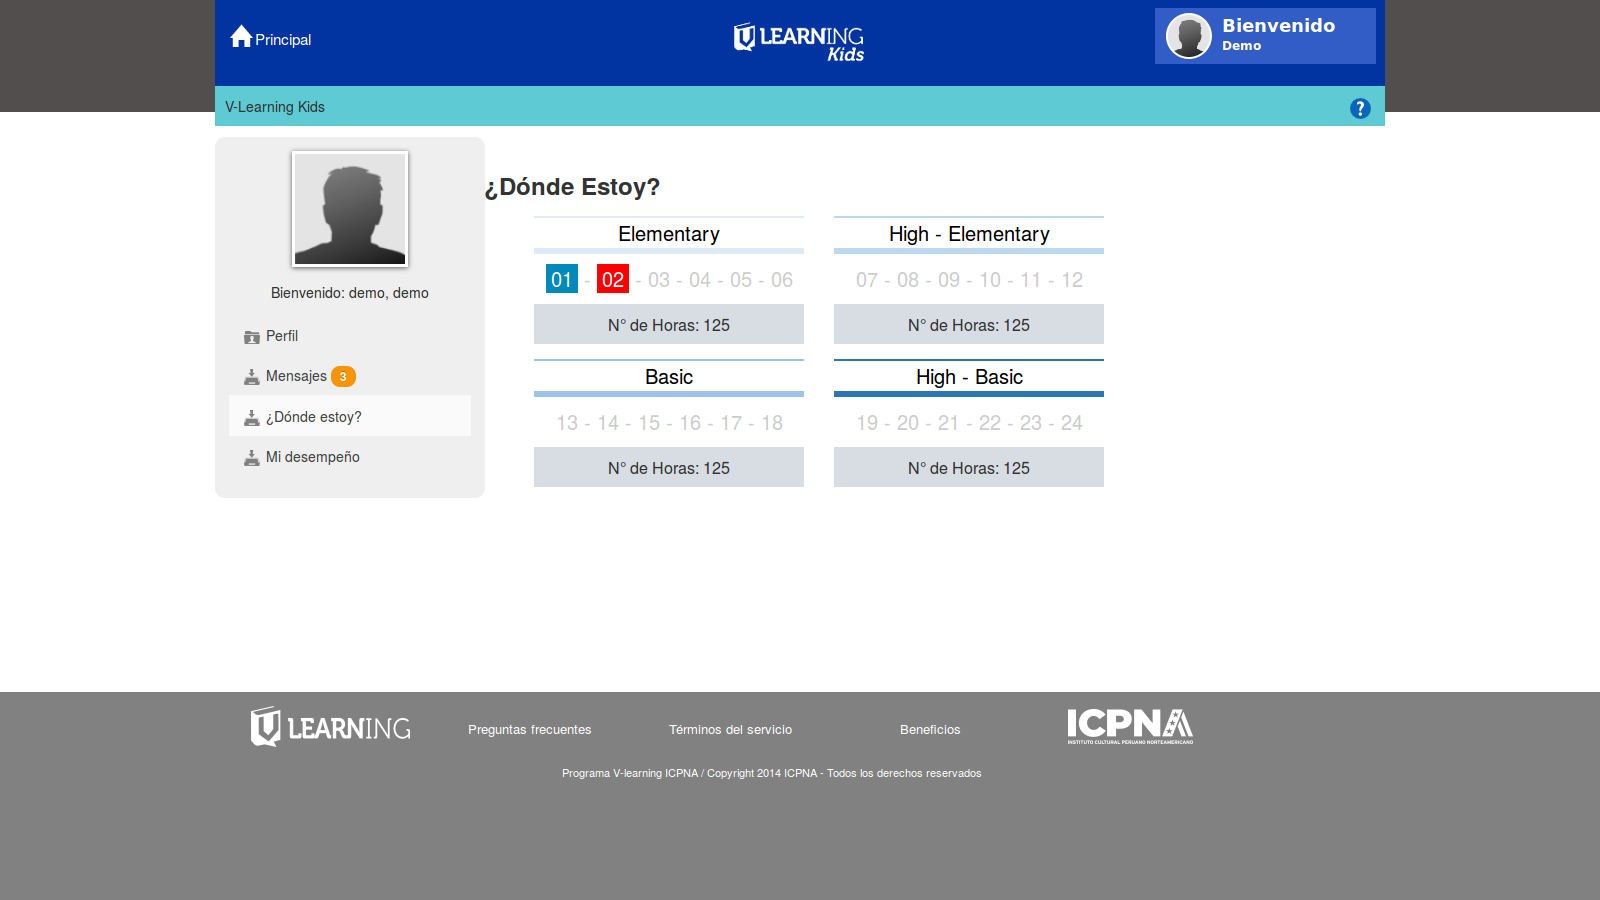 Principal
V LEARNING
Kids
Bienvenido
Demo
V-Learning Kids
?
¿Dónde Estoy?
Bienvenido: demo, demo
Perfil
Mensajes 3
¿Dónde estoy?
Mi desempeño
Elementary
01 - 02 - 03 - 04 - 05 - 06
N° de Horas: 125
High - Elementary
07 - 08 - 09 - 10 - 11 - 12
N° de Horas: 125
Basic
13 - 14 - 15 - 16 - 17 - 18
N° de Horas: 125
High - Basic
19 - 20 - 21 - 22 - 23 - 24
N° de Horas: 125
V LEARNING
Preguntas frecuentes
Términos del servicio
Beneficios
ICPNA
INSTITUTO CULTURAL PERUANO NORTEAMERICANO
Programa V-learning ICPNA / Copyright 2014 ICPNA - Todos los derechos reservados